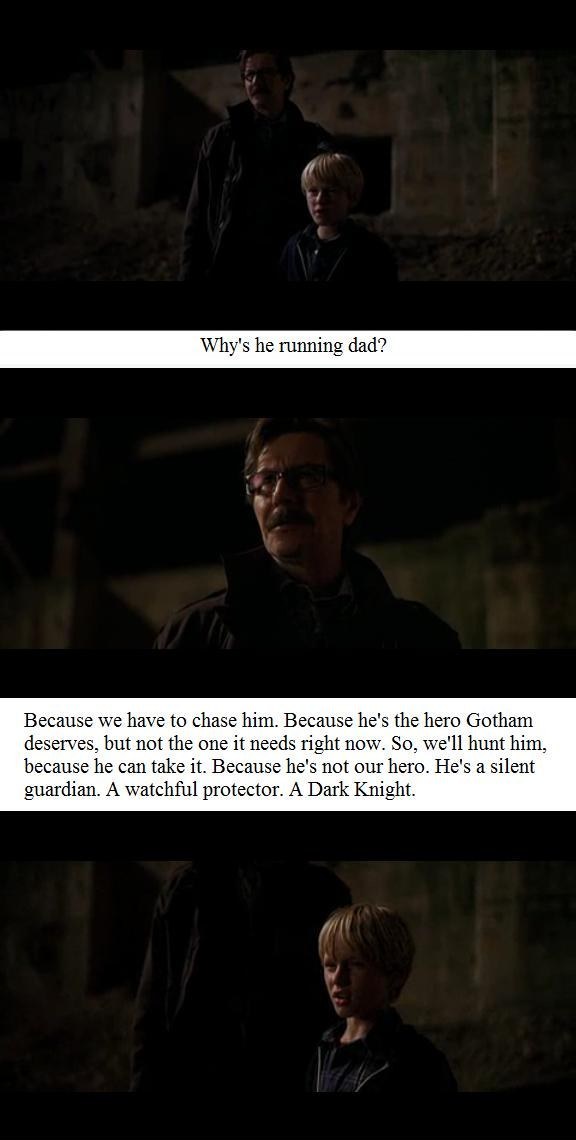 Why's he running dad?
Because we have to chase him. Because he's the hero Gotham
deserves, but not the one it needs right now. So, we'll hunt him,
because he can take it. Because he's not our hero. He's a silent
guardian. A watchful protector. A Dark Knight.